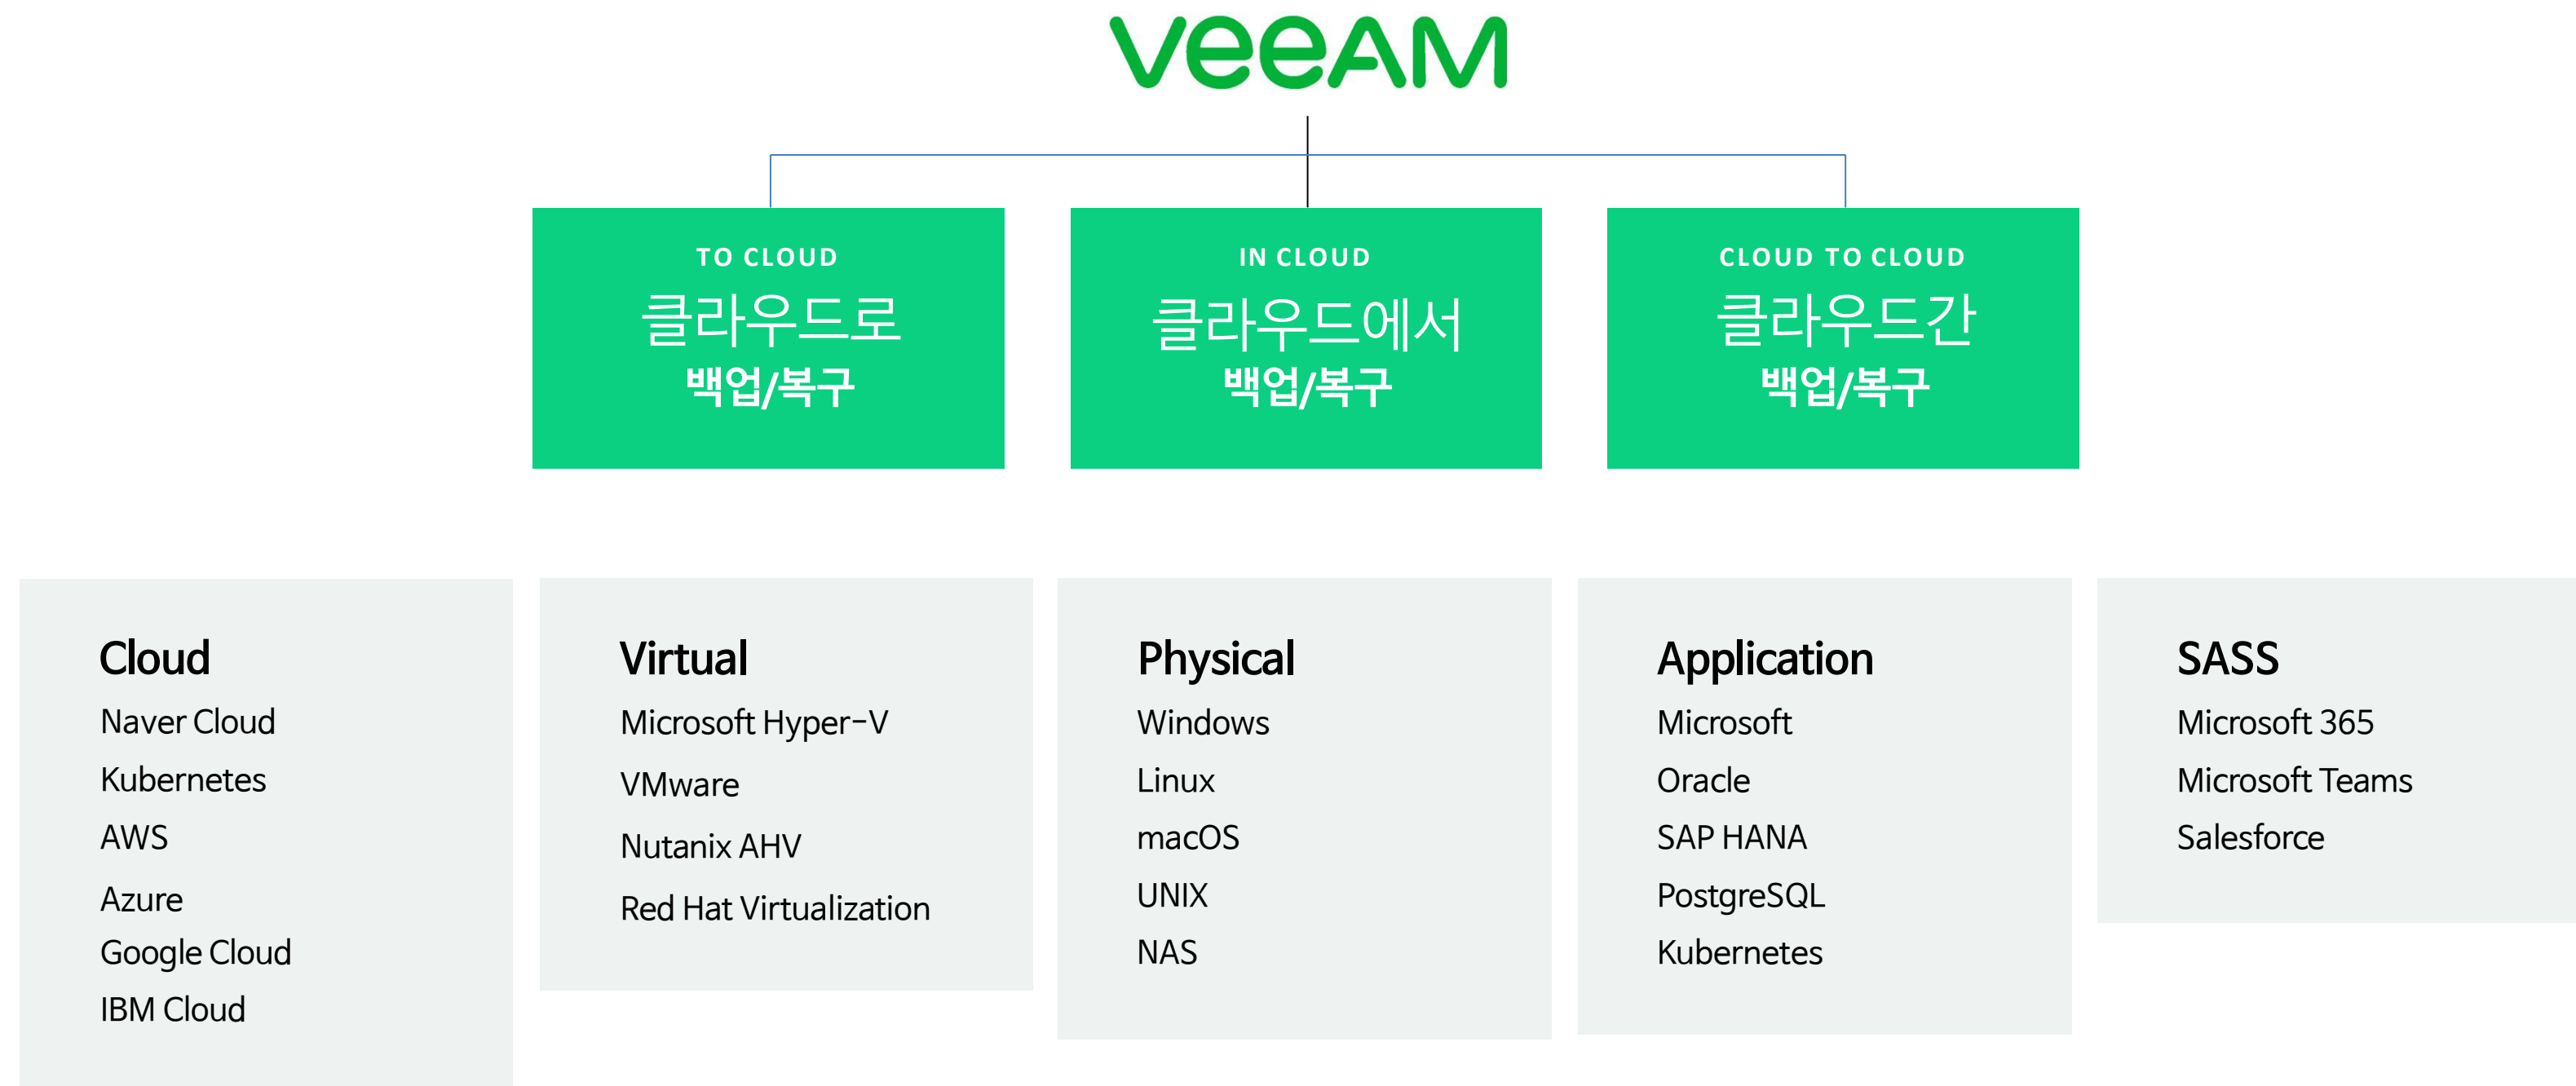 veeAM
TO CLOUD
클라우드로
백업/복구
IN CLOUD
클라우드에서
백업/복구
CLOUD TO CLOUD
클라우드간
백업/복구
Cloud
Naver Cloud
Kubernetes
AWS
Azure
Google Cloud
IBM Cloud
Virtual
Microsoft Hyper-V
VMware
Nutanix AHV
Red Hat Virtualization
Physical
Windows
Linux
macOS
UNIX
NAS
Application
Microsoft
Oracle
SAP HANA
PostgreSQL
Kubernetes
SASS
Microsoft 365
Microsoft Teams
Salesforce